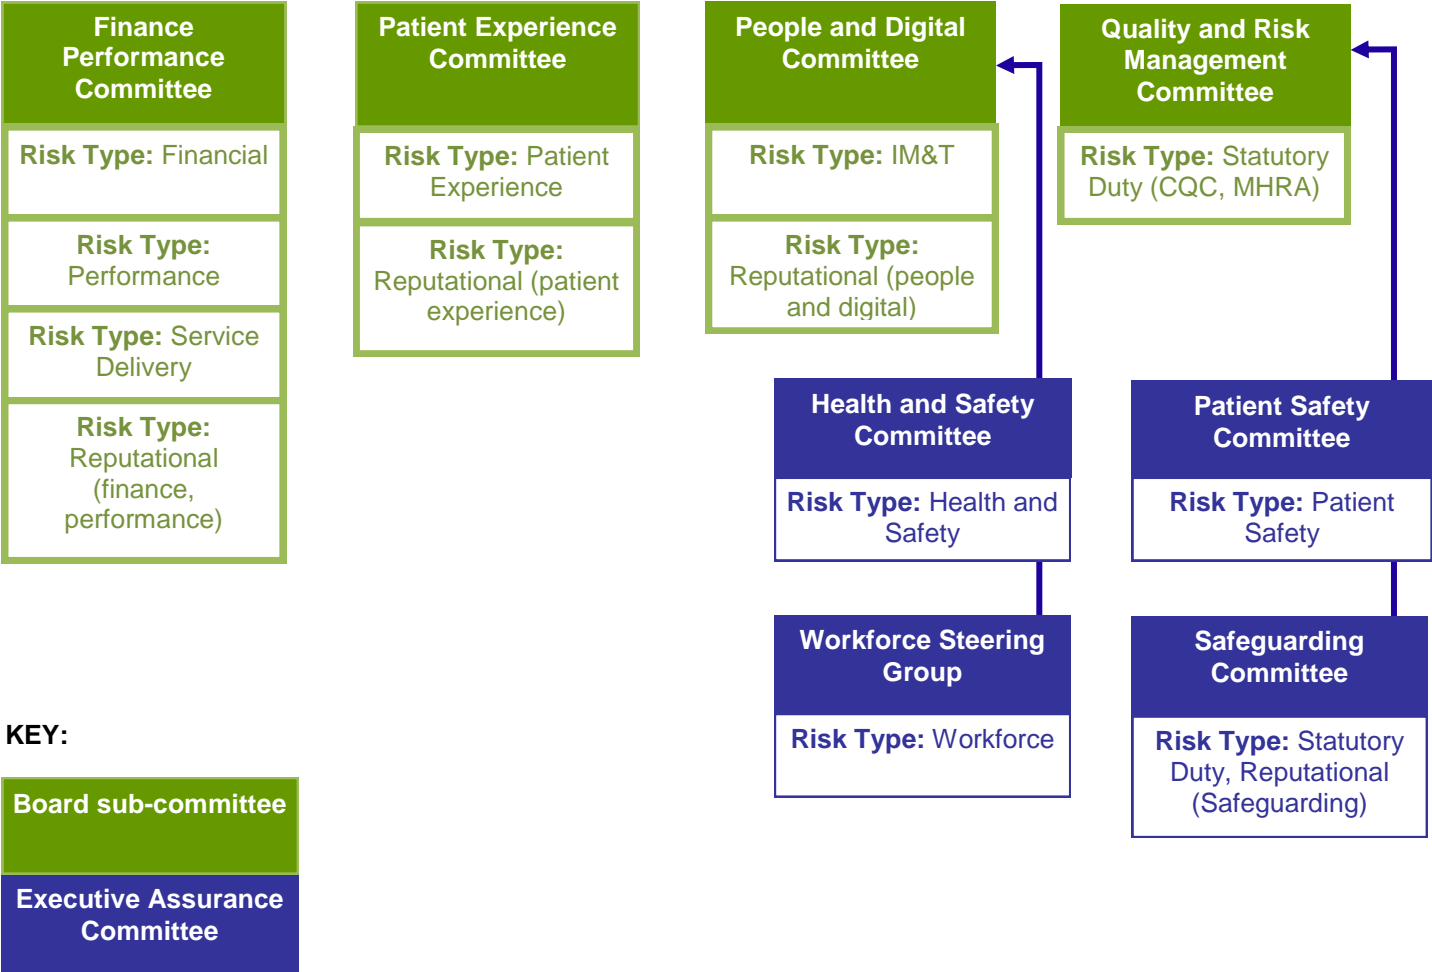 Finance
Performance
Committee
Risk Type: Financial
Risk Type:
Performance
Risk Type: Service
Delivery
Risk Type:
Reputational
(finance,
performance)
Patient Experience
Committee
Risk Type: Patient
Experience
Risk Type:
Reputational (patient
experience)
People and Digital
Committee
Risk Type: IM&T
Risk Type:
Reputational (people
and digital)
Quality and Risk
Management
Committee
Risk Type: Statutory
Duty (CQC, MHRA)
Health and Safety
Committee
Risk Type: Health and
Safety
Patient Safety
Committee
Risk Type: Patient
Safety
Workforce Steering
Group
Risk Type: Workforce
Safeguarding
Committee
Risk Type: Statutory
Duty, Reputational
(Safeguarding)
KEY:
Board sub-committee
Executive Assurance
Committee